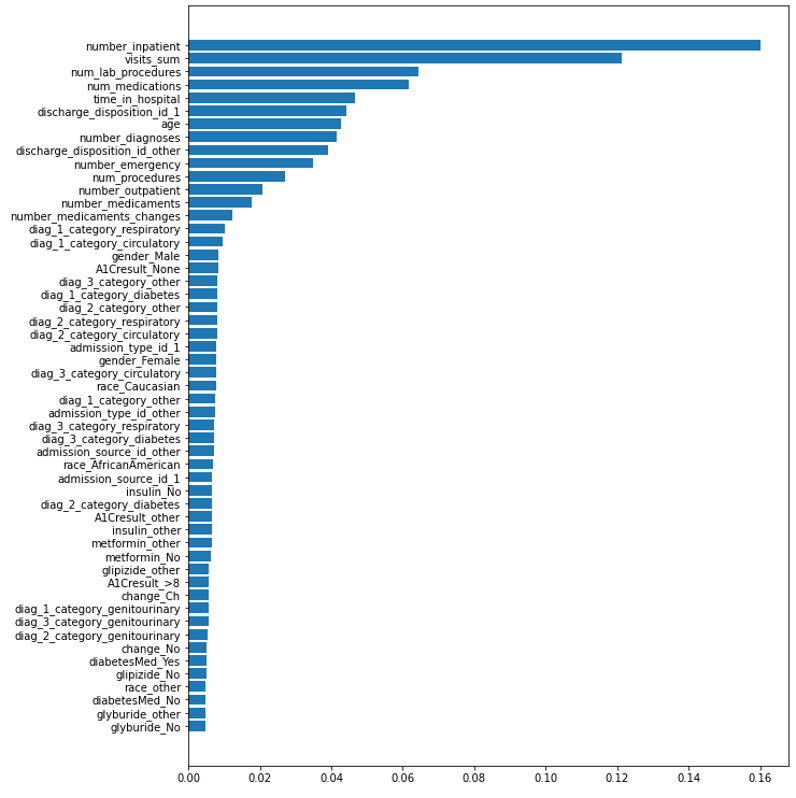 number_inpatient
visits_sum
num_lab_procedures
num_medications
time_in_hospital
discharge_disposition_id_1
age
number_diagnoses
discharge_disposition_id_other
number_emergency
num_procedures
number_outpatient
number_medicaments
number_medicaments_changes
diag_1_category_respiratory
diag_1_category_circulatory
gender_Male
A1Cresult_None
diag_3_category_other
diag_1_category_diabetes
diag_2_category_other
diag_2_category_respiratory
diag_2_category_circulatory
admission_type_id_1
gender_Female
diag_3_category_circulatory
race_Caucasian
diag_1_category_other
admission_type_id_other
diag_3_category_respiratory
diag_3_category_diabetes
admission_source_id_other
race_AfricanAmerican
admission_source_id_1
insulin_No
diag_2_category_diabetes
A1Cresult_other
insulin_other
metformin_other
metformin_No
glipizide_other
A1Cresult_>8
change_Ch
diag_1_category_genitourinary
diag_3_category_genitourinary
diag_2_category_genitourinary
change_No
diabetesMed_Yes
glipizide_No
race_other
diabetesMed_No
glyburide_other
glyburide_No
0.00 0.02 0.04 0.06 0.08 0.10 0.12 0.14 0.16